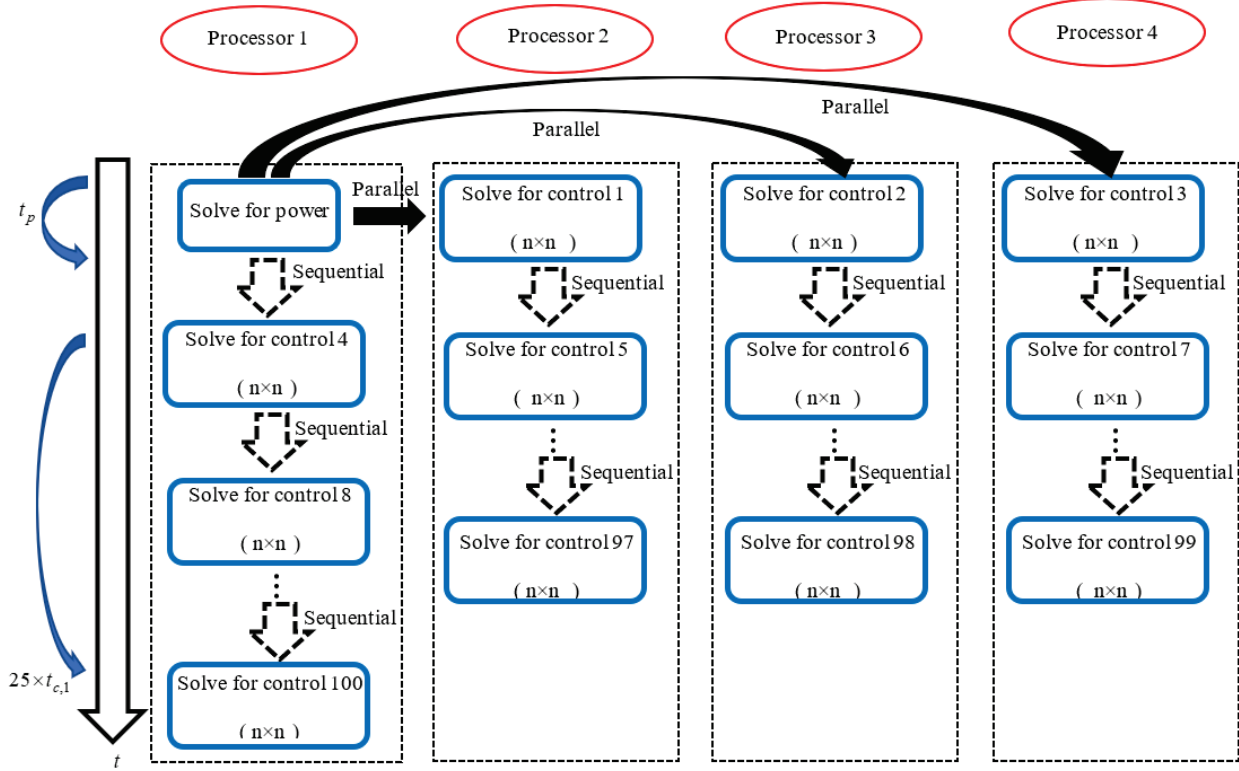 Processor 1
Processor 2
Processor 3
Processor 4
Parallel
Parallel
Parallel
t_p
Solve for power
Solve for control 1
( n×n )
Solve for control 2
( n×n )
Solve for control 3
( n×n )
Sequential
Sequential
Sequential
Sequential
Solve for control 4
( n×n )
Solve for control 5
( n×n )
Solve for control 6
( n×n )
Solve for control 7
( n×n )
Sequential
Sequential
Sequential
Sequential
Solve for control 8
( n×n )
Solve for control 97
( n×n )
Solve for control 98
( n×n )
Solve for control 99
( n×n )
Sequential
25×t_{c,1}
Solve for control 100
( n×n )
t